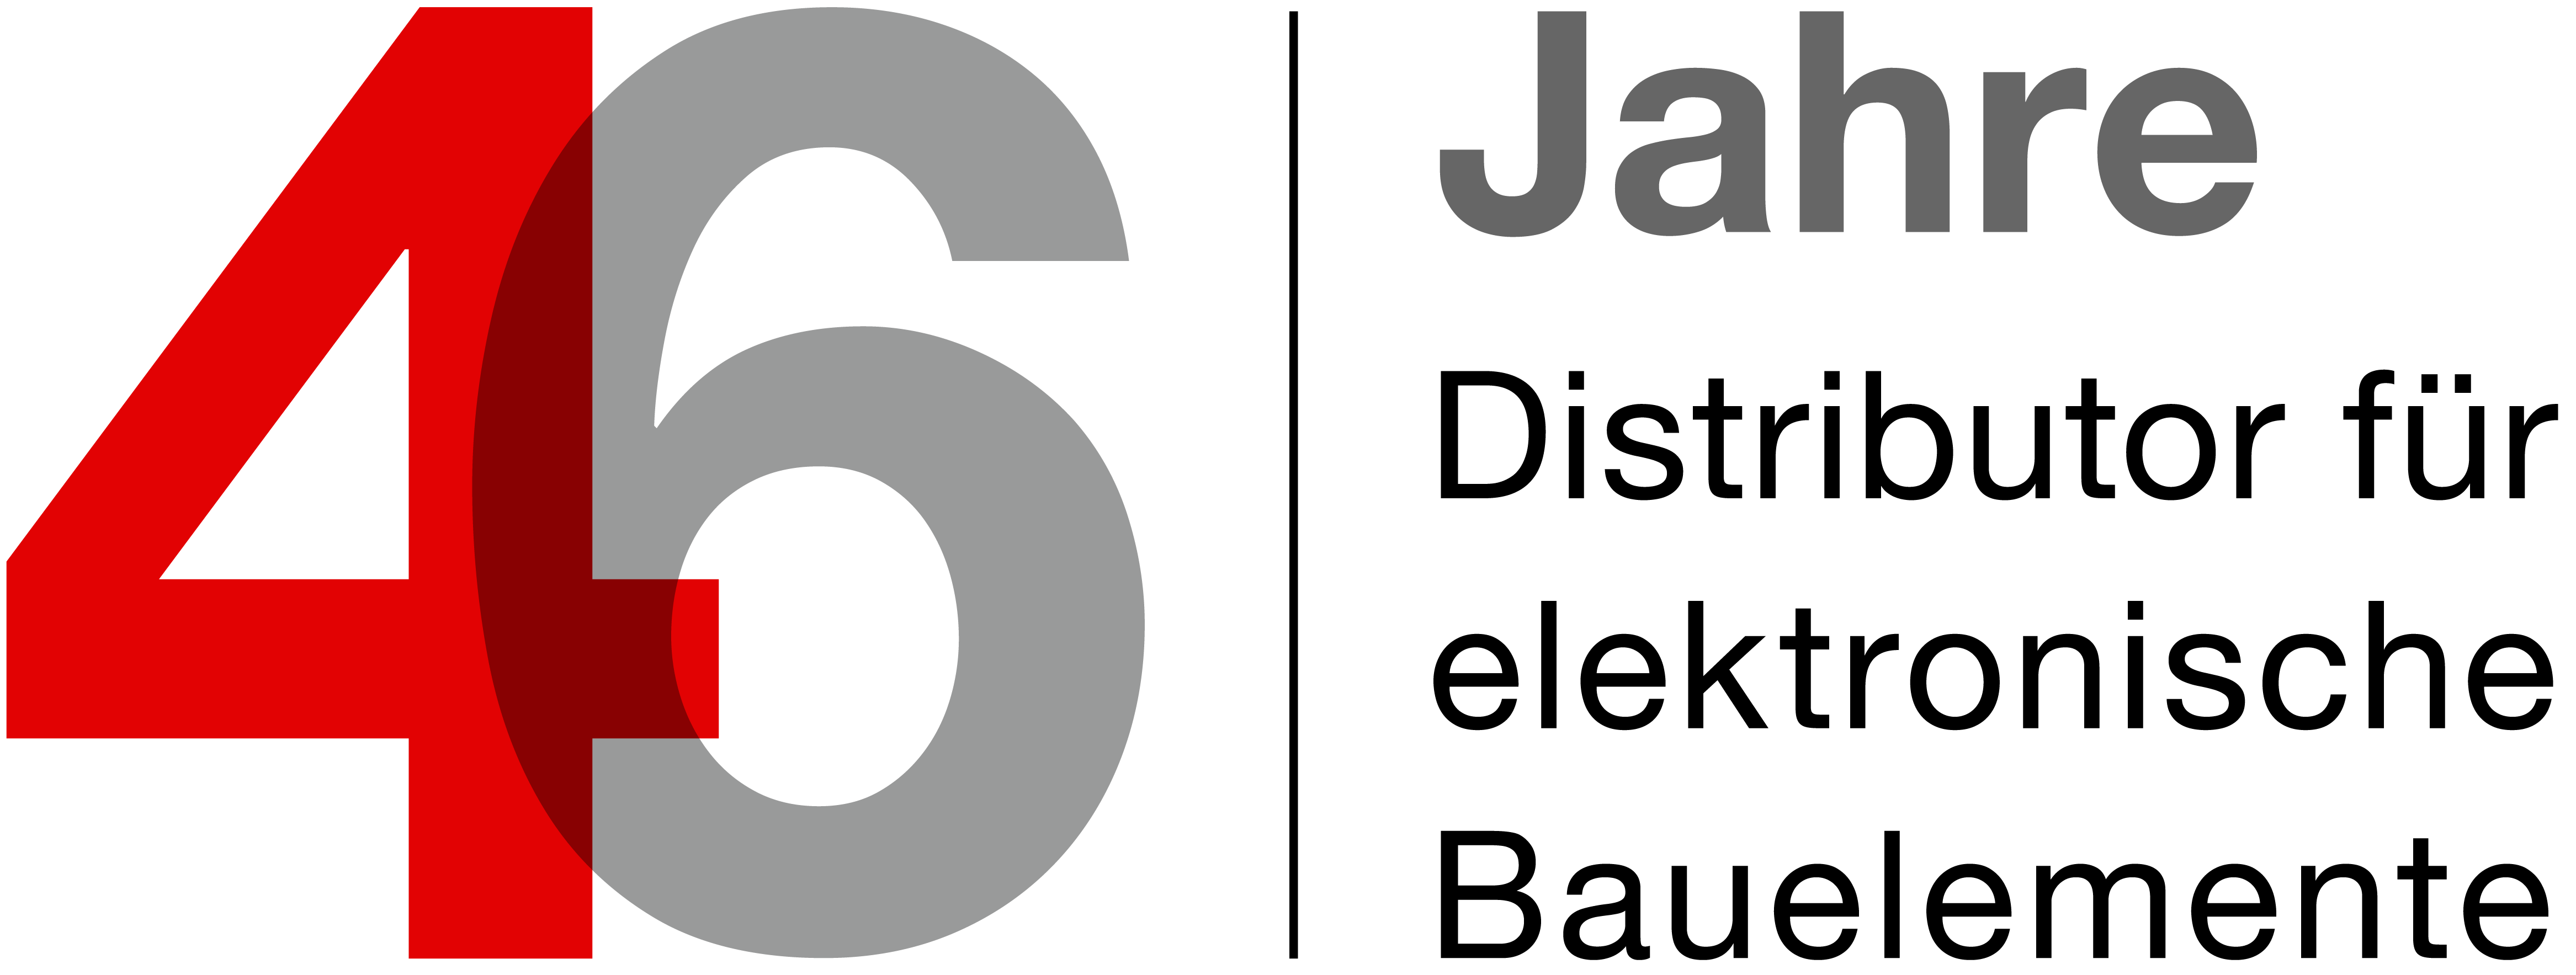 46
Jahre
Distributor für
elektronische
Bauelemente